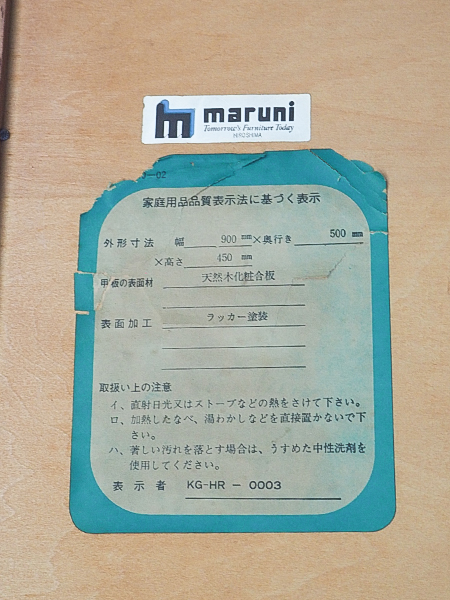 maruni
Tomorrow's Furniture Today
HIROSHIMA
-02
家庭用品品質表示法に基づく表示
外形寸法 幅 900 mm×奥行き 500 mm
×高さ 450 mm
甲板の表面材 天然木化粧合板
表面加工 ラッカー塗装
取扱い上の注意
イ、直射日光又はストーブなどの熱をさけて下さい。
ロ、加熱したなべ、湯わかしなどを直接置かないで下
さい。
ハ、著しい汚れを落とす場合は、うすめた中性洗剤を
使用してください。
表示者 KG-HR-0003